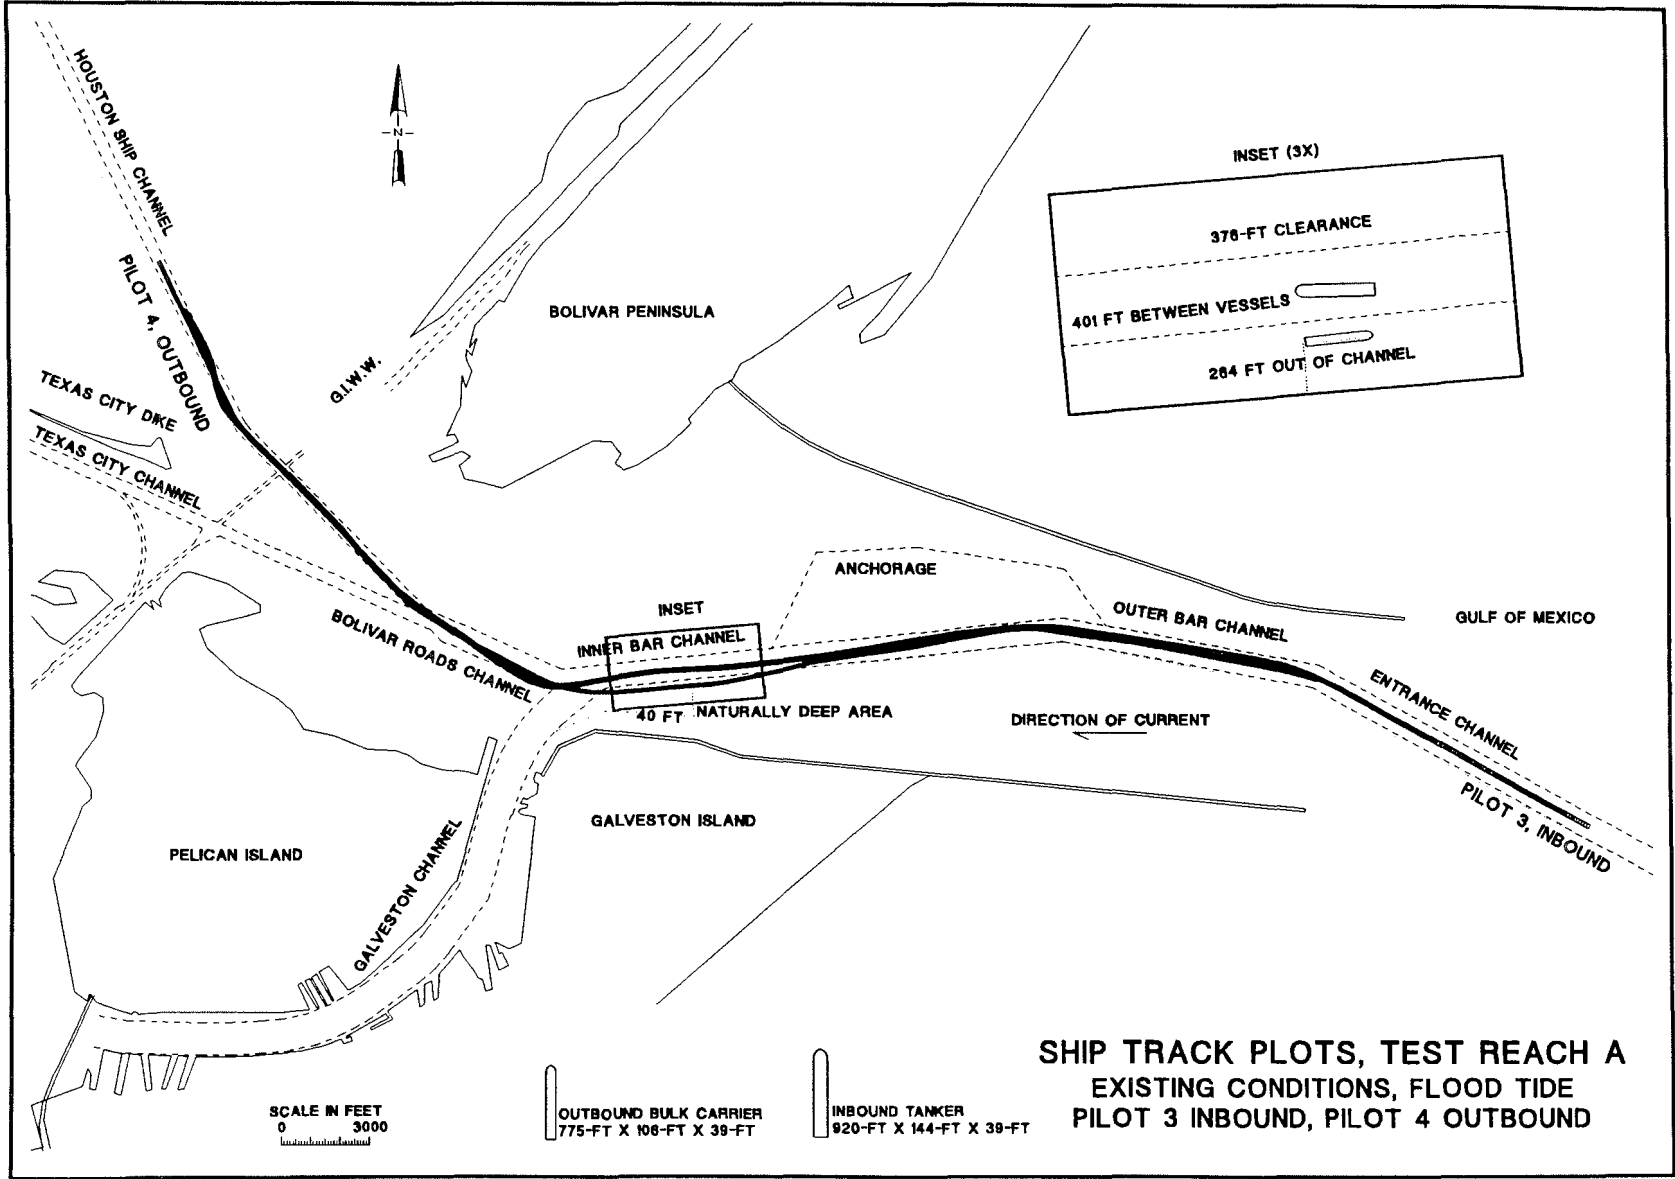 HOUSTON SHIP CHANNEL
N
INSET (3X)
376-FT CLEARANCE
401 FT BETWEEN VESSELS
264 FT OUT OF CHANNEL
PILOT 4, OUTBOUND
BOLIVAR PENINSULA
G.I.W.W.
TEXAS CITY DIKE
TEXAS CITY CHANNEL
ANCHORAGE
INSET
OUTER BAR CHANNEL
GULF OF MEXICO
BOLIVAR ROADS CHANNEL
INNER BAR CHANNEL
40 FT
NATURALLY DEEP AREA
DIRECTION OF CURRENT
ENTRANCE CHANNEL
PILOT 3, INBOUND
GALVESTON ISLAND
PELICAN ISLAND
GALVESTON CHANNEL
SCALE IN FEET
0 3000
OUTBOUND BULK CARRIER
775-FT X 106-FT X 39-FT
INBOUND TANKER
920-FT X 144-FT X 39-FT
SHIP TRACK PLOTS, TEST REACH A
EXISTING CONDITIONS, FLOOD TIDE
PILOT 3 INBOUND, PILOT 4 OUTBOUND